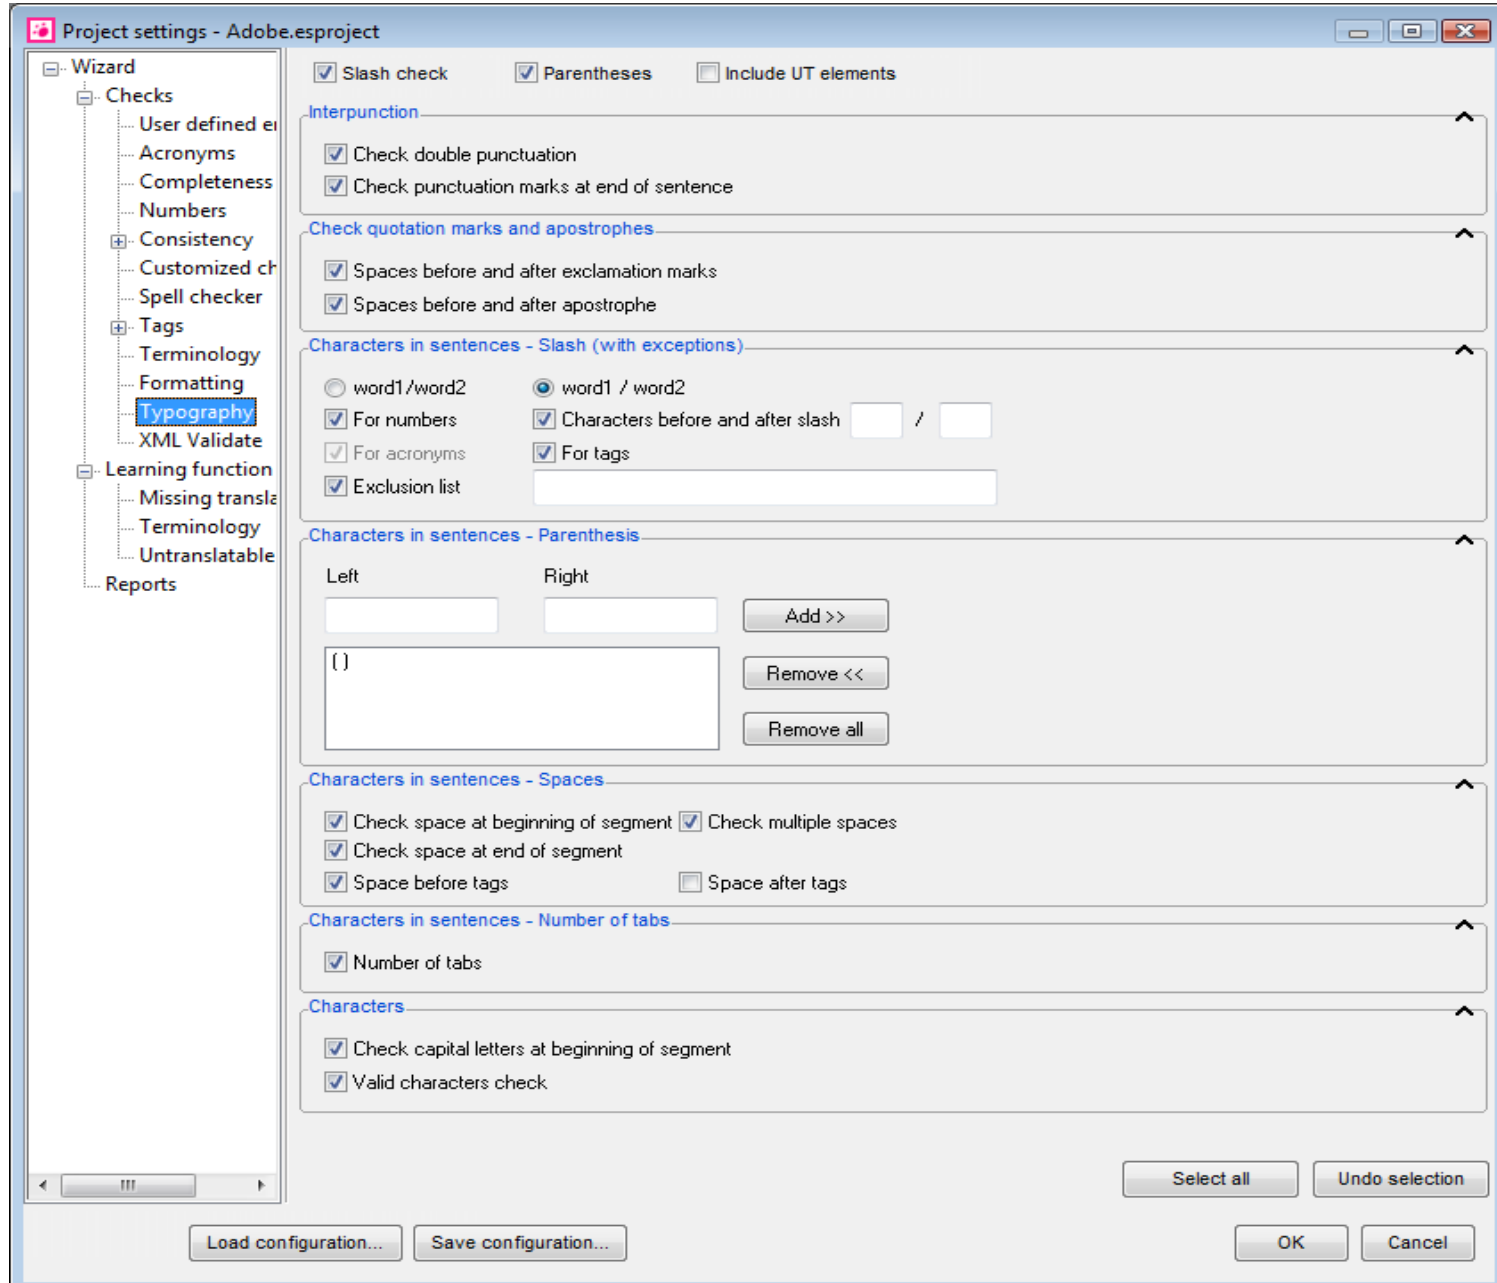 Project settings - Adobe.esproject
Wizard
Checks
User defined
Acronyms
Completeness
Numbers
Consistency
Customized
Spell checker
Tags
Terminology
Formatting
Typography
XML Validate
Learning function
Missing
Terminology
Untranslatable
Reports
Slash check Parentheses Include UT elements
Interpunction
Check double punctuation
Check punctuation marks at end of sentence
Check quotation marks and apostrophes
Spaces before and after exclamation marks
Spaces before and after apostrophe
Characters in sentences - Slash (with exceptions)
word1/word2 word1 / word2
For numbers Characters before and after slash /
For acronyms For tags
Exclusion list
Characters in sentences - Parenthesis
Left Right
Add >>
( )
Remove <<
Remove all
Characters in sentences - Spaces
Check space at beginning of segment Check multiple spaces
Check space at end of segment
Space before tags Space after tags
Characters in sentences - Number of tabs
Number of tabs
Characters
Check capital letters at beginning of segment
Valid characters check
Select all Undo selection
Load configuration... Save configuration... OK Cancel